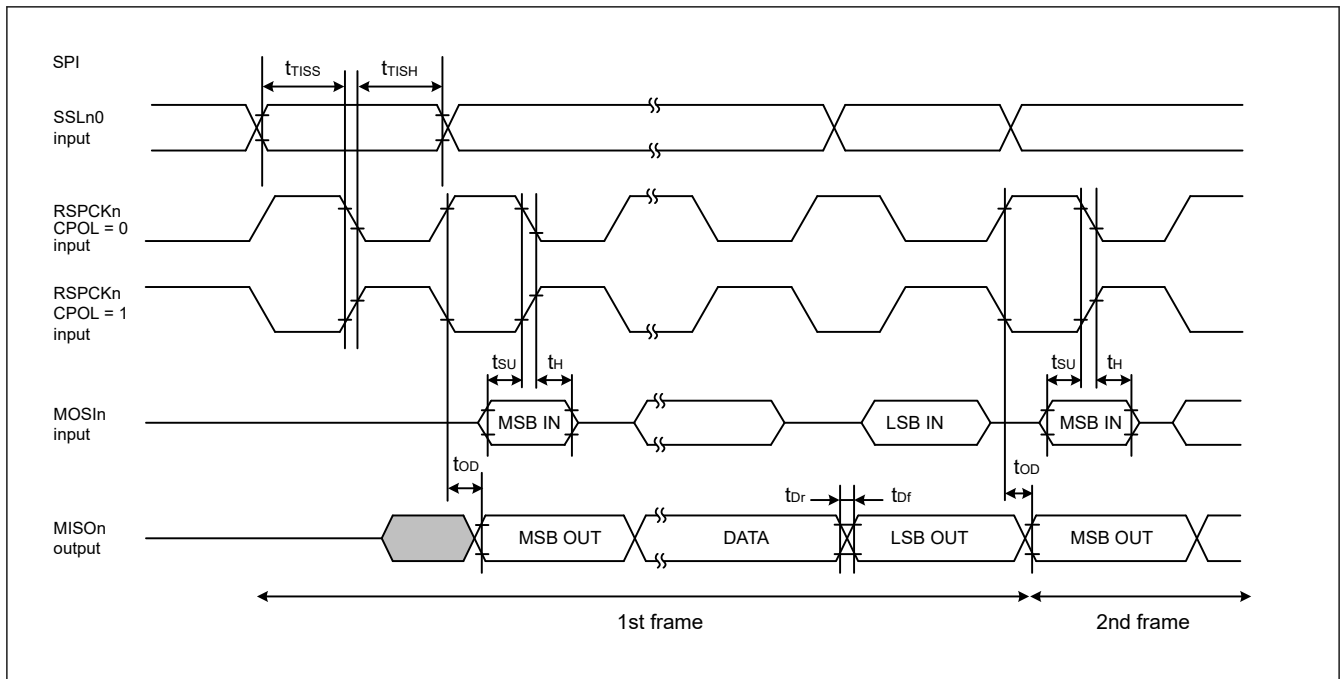 SPI
tTISS
tTISH
SSLn0
input
RSPCKn
CPOL = 0
input
RSPCKn
CPOL = 1
input
tSU
tH
tSU
tH
MOSIn
input
MSB IN
LSB IN
MSB IN
tOD
tDr
tDf
tOD
MISOn
output
MSB OUT
DATA
LSB OUT
MSB OUT
1st frame
2nd frame